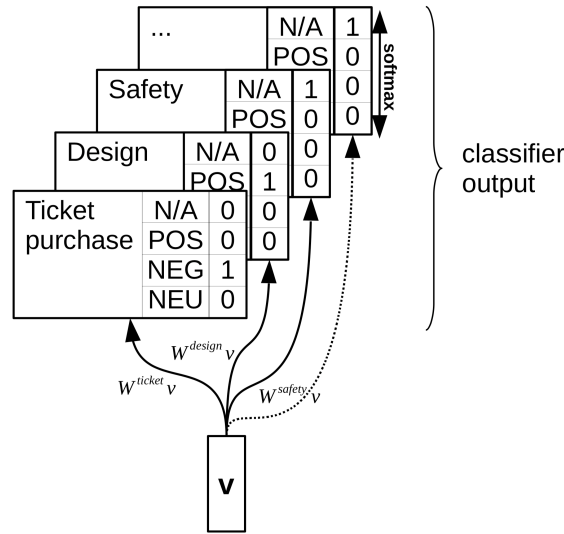 ... N/A 1
POS 0
0
0
softmax
Safety N/A 1
POS 0
0
0
Design N/A 0
POS 1
0
0
Ticket N/A 0
purchase POS 0
NEG 1
NEU 0
classifier
output
W^design v
W^ticket v
W^safety v
v